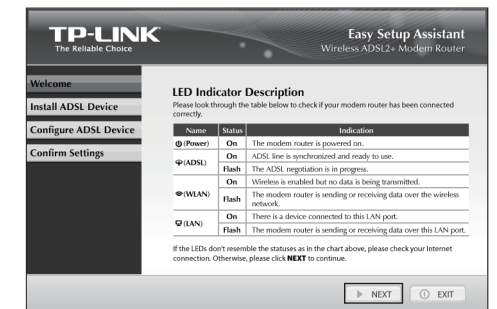 TP-LINK
The Reliable Choice
Easy Setup Assistant
Wireless ADSL2+ Modem Router
Welcome
Install ADSL Device
Configure ADSL Device
Confirm Settings
LED Indicator Description
Please look through the table below to check if your modem router has been connected
correctly.
Name Status Indication
(Power) On The modem router is powered on.
(ADSL) On ADSL line is synchronized and ready to use.
Flash The ADSL negotiation is in progress.
(WLAN) On Wireless is enabled but no data is being transmitted.
Flash The modem router is sending or receiving data over the wireless
network.
(LAN) On There is a device connected to this LAN port.
Flash The modem router is sending or receiving data over this LAN port.
If the LEDs don't resemble the statuses as in the chart above, please check your Internet
connection. Otherwise, please click NEXT to continue.
NEXT EXIT